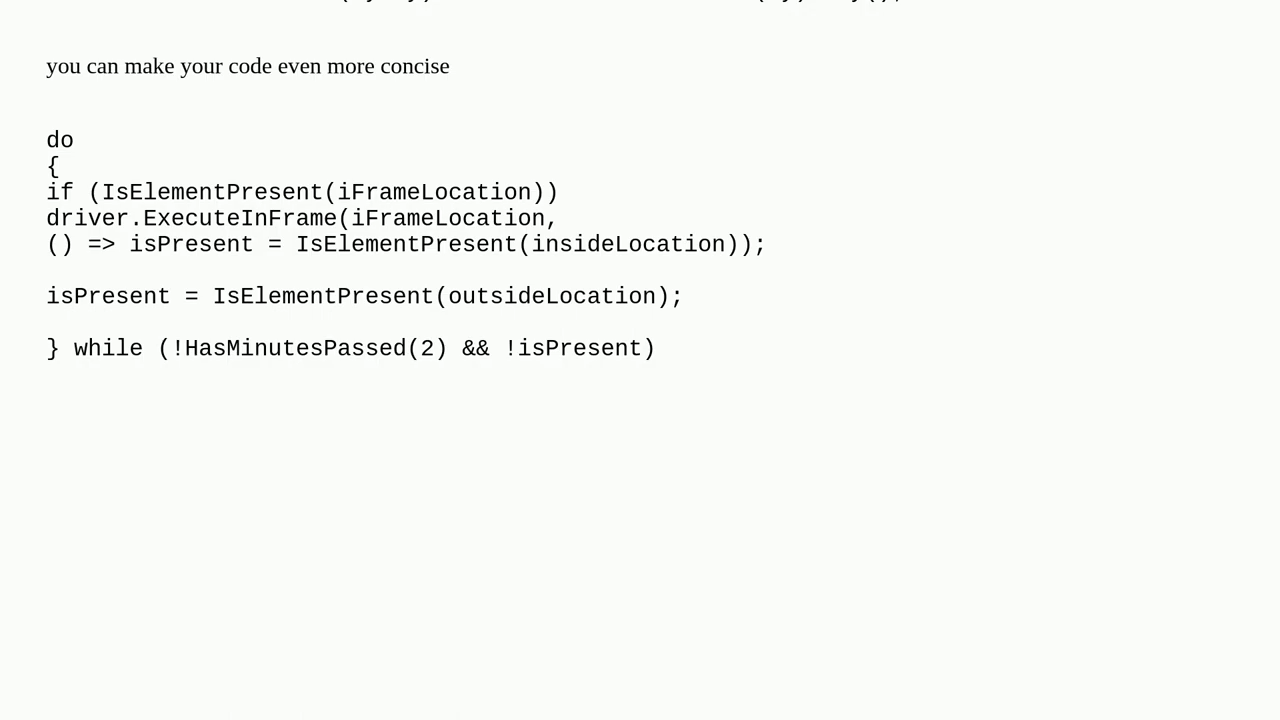 you can make your code even more concise
do
{
if (IsElementPresent(iFrameLocation))
driver.ExecuteInFrame(iFrameLocation,
() => isPresent = IsElementPresent(insideLocation));
isPresent = IsElementPresent(outsideLocation);
} while (!HasMinutesPassed(2) && !isPresent)